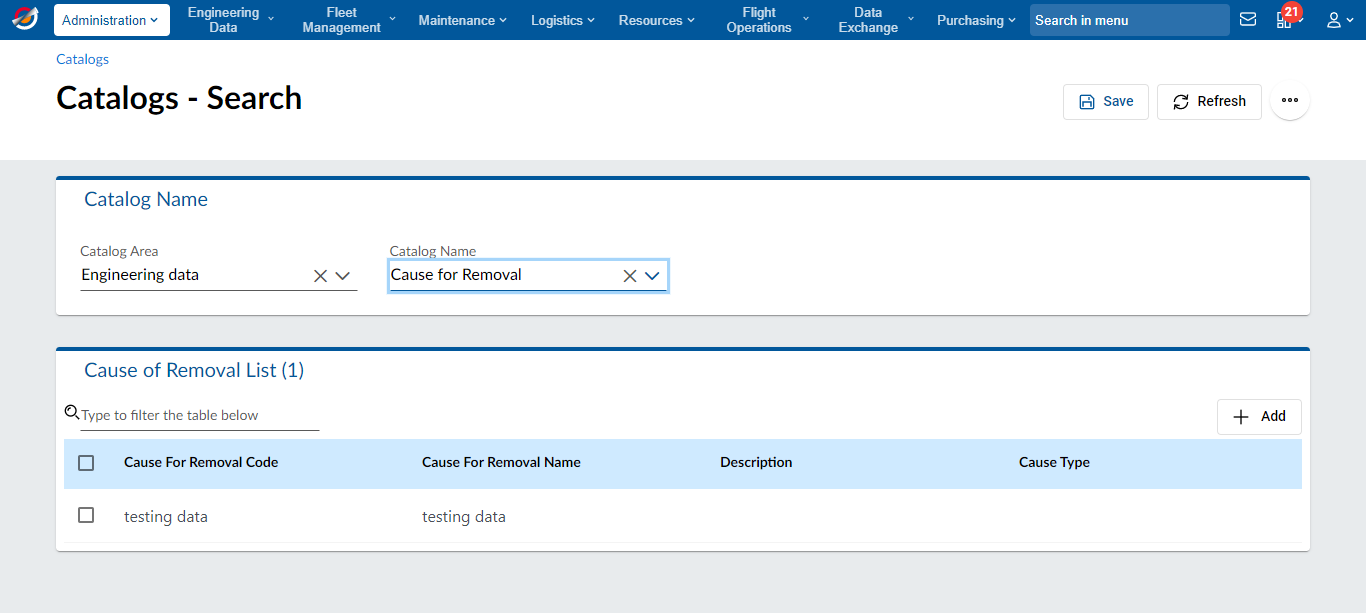 Administration
Engineering
Data
Fleet
Management
Maintenance
Logistics
Resources
Flight
Operations
Data
Exchange
Purchasing
Search in menu
21
Catalogs
Catalogs - Search
Save
Refresh
Catalog Name
Catalog Area
Catalog Name
Engineering data
Cause for Removal
Cause of Removal List (1)
Type to filter the table below
Add
Cause For Removal Code
Cause For Removal Name
Description
Cause Type
testing data
testing data